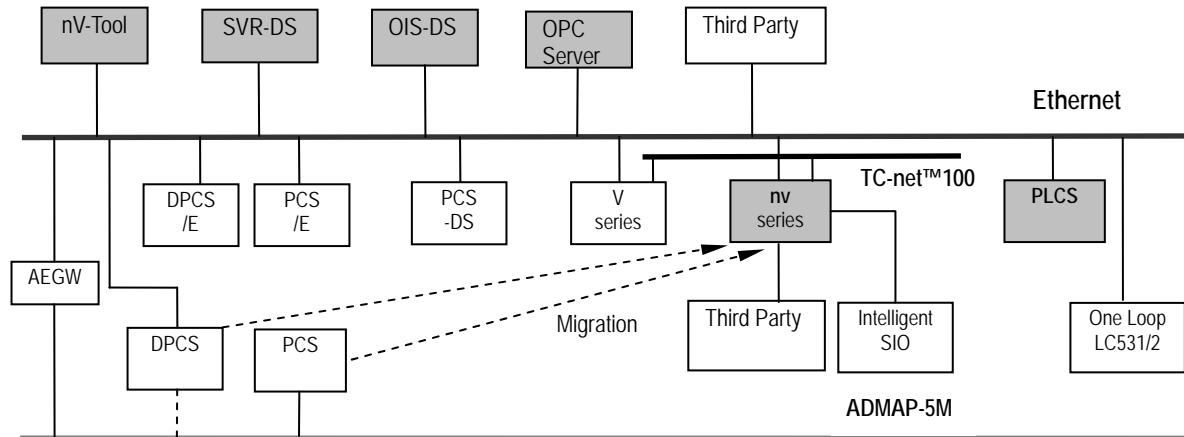 nV-Tool
SVR-DS
OIS-DS
OPC
Server
Third Party
Ethernet
TC-net™100
DPCS
/E
PCS
/E
PCS
-DS
V
series
nv
series
PLCS
AEGW
DPCS
PCS
Migration
Third Party
Intelligent
SIO
One Loop
LC531/2
ADMAP-5M